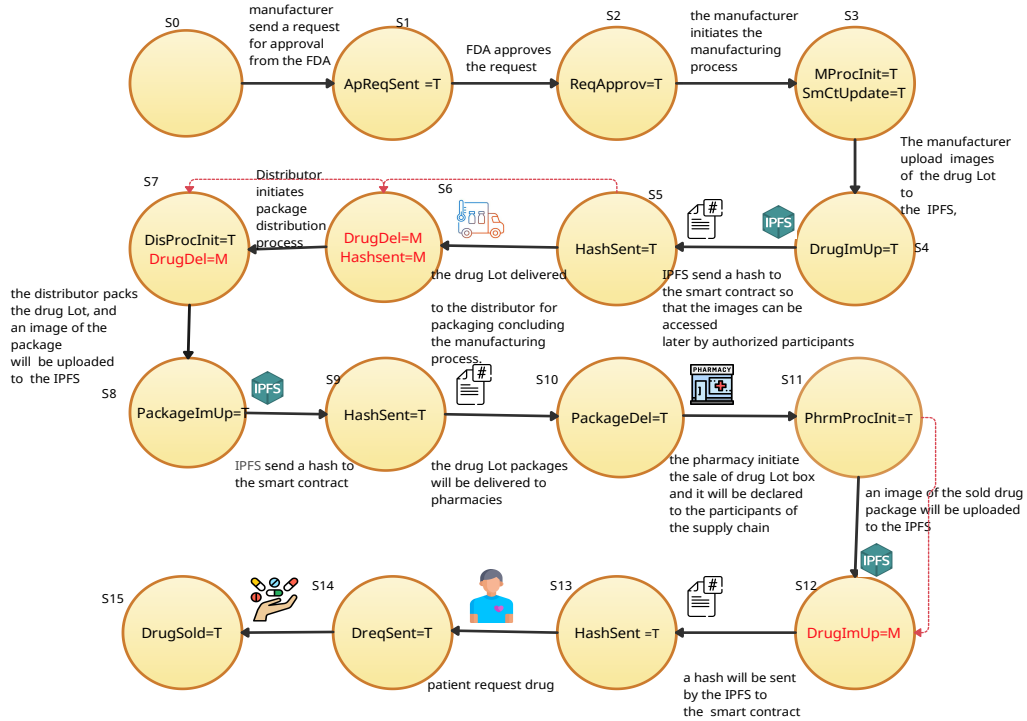 S0
manufacturer
send a request
for approval
from the FDA
S1
ApReqSent =T
FDA approves
the request
S2
ReqApprov=T
the manufacturer
initiates the
manufacturing
process
S3
MProcInit=T
SmCtUpdate=T
The manufacturer
upload images
of the drug Lot
to
the IPFS,
S4
DrugImUp=T
IPFS
#
IPFS send a hash to
the smart contract so
that the images can be
accessed
later by authorized participants
S5
HashSent=T
the drug Lot delivered
to the distributor for
packaging concluding
the manufacturing
process.
S6
DrugDel=M
Hashsent=M
Distributor
initiates
package
distribution
process
S7
DisProcInit=T
DrugDel=M
the distributor packs
the drug Lot, and
an image of the
package
will be uploaded
to the IPFS
S8
PackageImUp=T
IPFS
IPFS send a hash to
the smart contract
S9
HashSent=T
#
the drug Lot packages
will be delivered to
pharmacies
S10
PackageDel=T
PHARMACY
the pharmacy initiate
the sale of drug Lot box
and it will be declared
to the participants of
the supply chain
S11
PhrmProcInit=T
an image of the sold drug
package will be uploaded
to the IPFS
IPFS
S12
DrugImUp=M
#
a hash will be sent
by the IPFS to
the smart contract
S13
HashSent =T
patient request drug
S14
DreqSent=T
S15
DrugSold=T